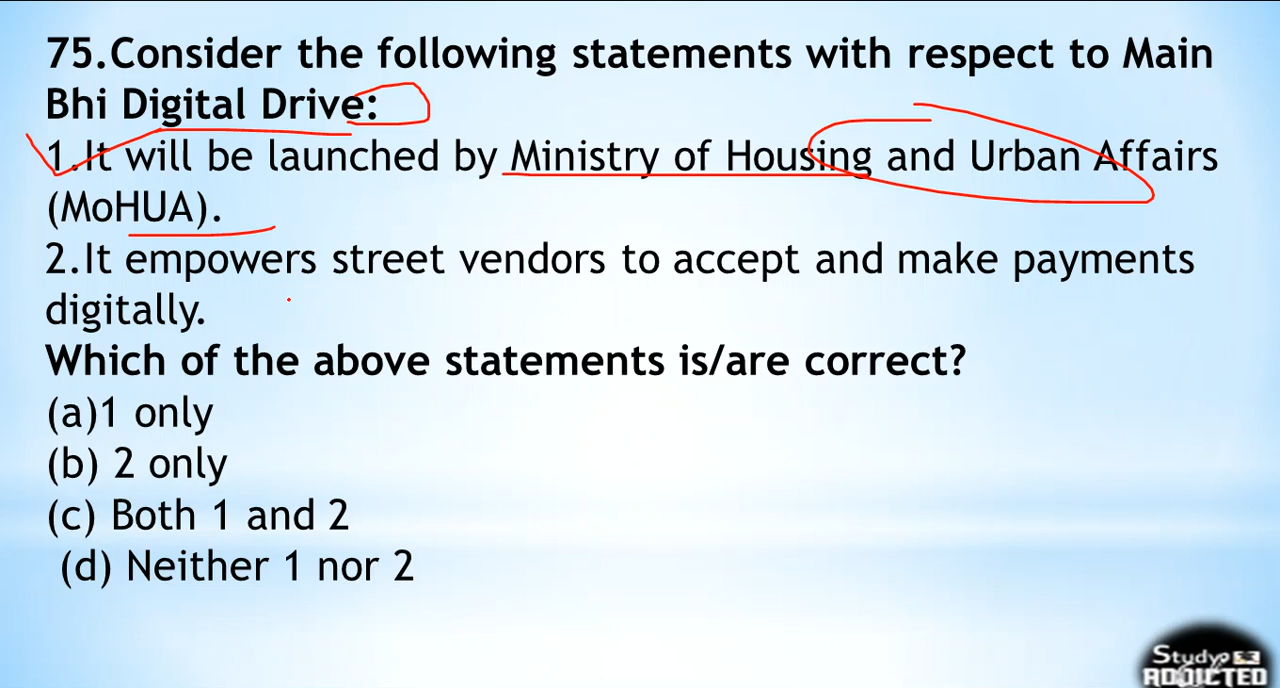 75.Consider the following statements with respect to Main
Bhi Digital Drive:
1.It will be launched by Ministry of Housing and Urban Affairs
(MoHUA).
2.It empowers street vendors to accept and make payments
digitally.
Which of the above statements is/are correct?
(a)1 only
(b) 2 only
(c) Both 1 and 2
(d) Neither 1 nor 2
Study
ADDICTED